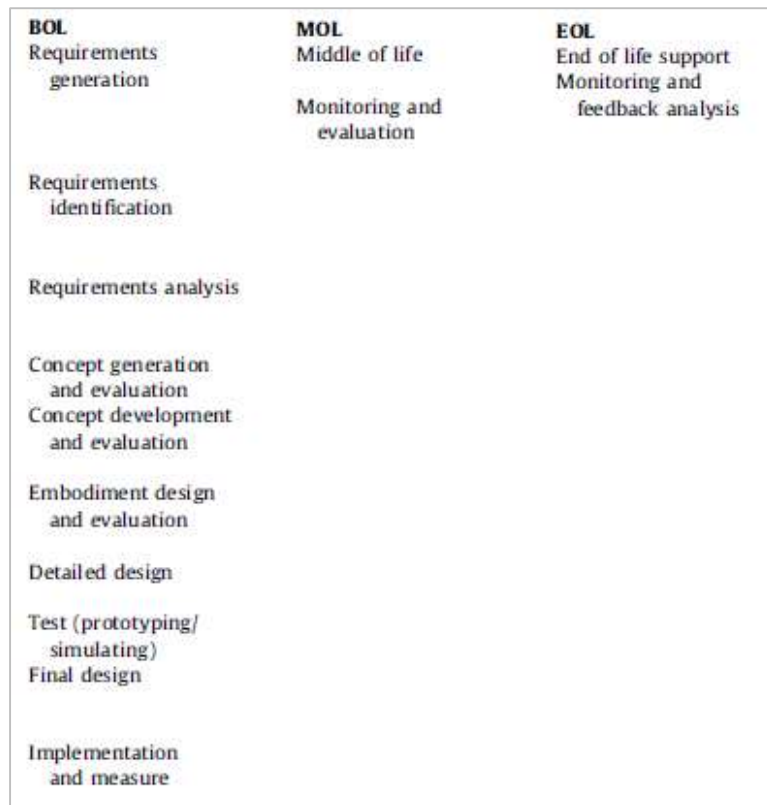 BOL
Requirements
generation
Requirements
identification
Requirements analysis
Concept generation
and evaluation
Concept development
and evaluation
Embodiment design
and evaluation
Detailed design
Test (prototyping/
simulating)
Final design
Implementation
and measure
MOL
Middle of life
Monitoring and
evaluation
EOL
End of life support
Monitoring and
feedback analysis